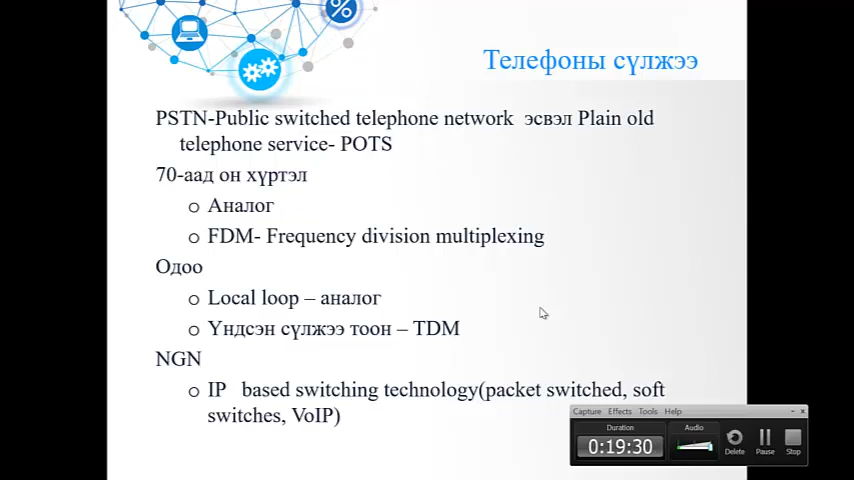 Телефоны сүлжээ
PSTN-Public switched telephone network эсвэл Plain old
telephone service- POTS
70-аад он хүртэл
o Аналог
o FDM- Frequency division multiplexing
Одоо
o Local loop – аналог
o Үндсэн сүлжээ тоон – TDM
NGN
o IP based switching technology(packet switched, soft
switches, VoIP)
Capture Effects Tools Help
Duration Audio
0:19:30
Delete Pause Stop